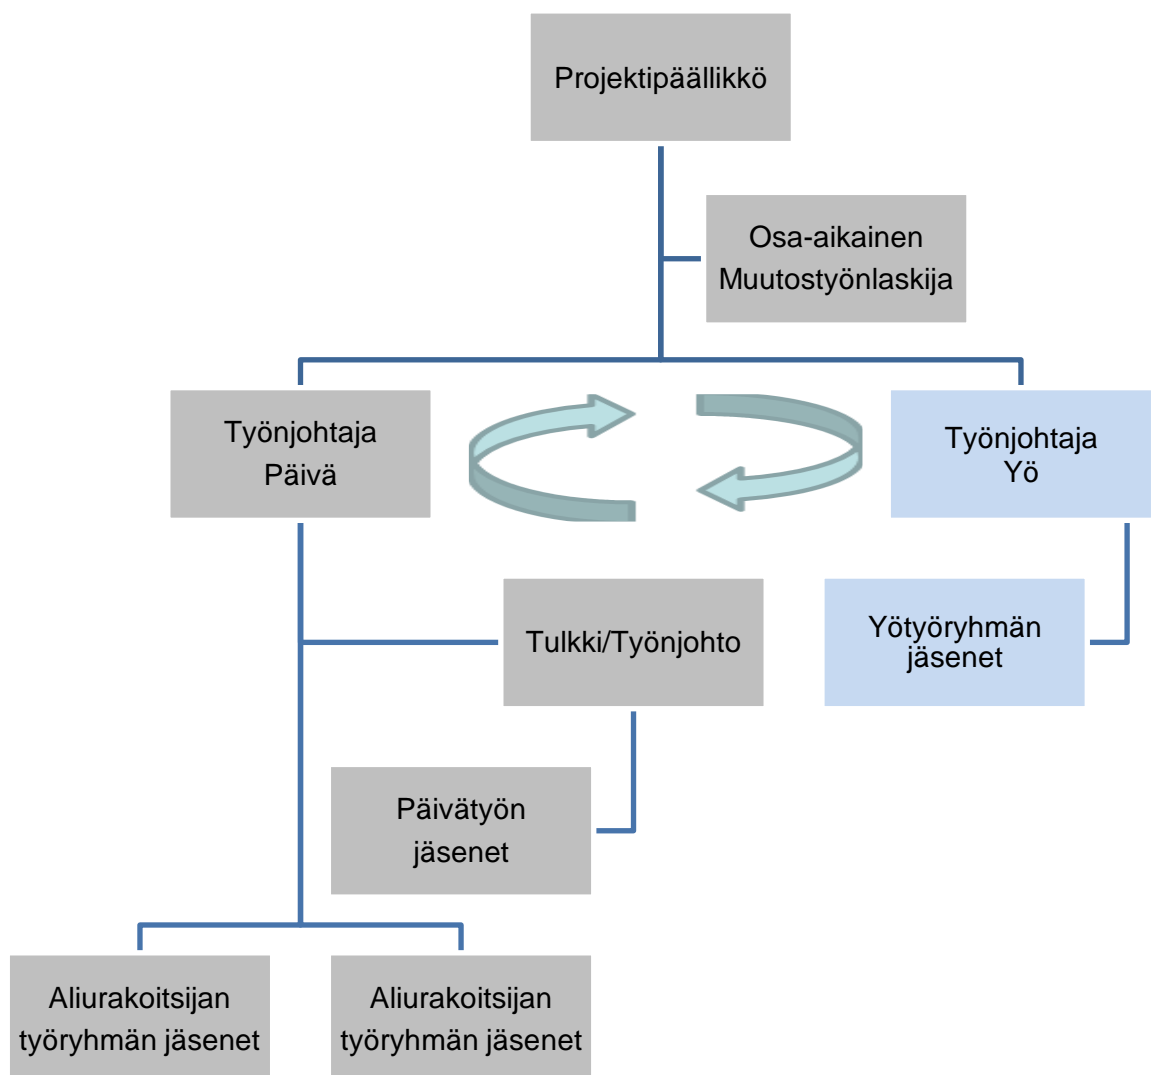 Projektipäällikkö
Osa-aikainen
Muutostyönlaskija
Työnjohtaja
Päivä
Työnjohtaja
Yö
Tulkki/Työnjohto
Yötyöryhmän
jäsenet
Päivätyön
jäsenet
Aliurakoitsijan
työryhmän jäsenet
Aliurakoitsijan
työryhmän jäsenet